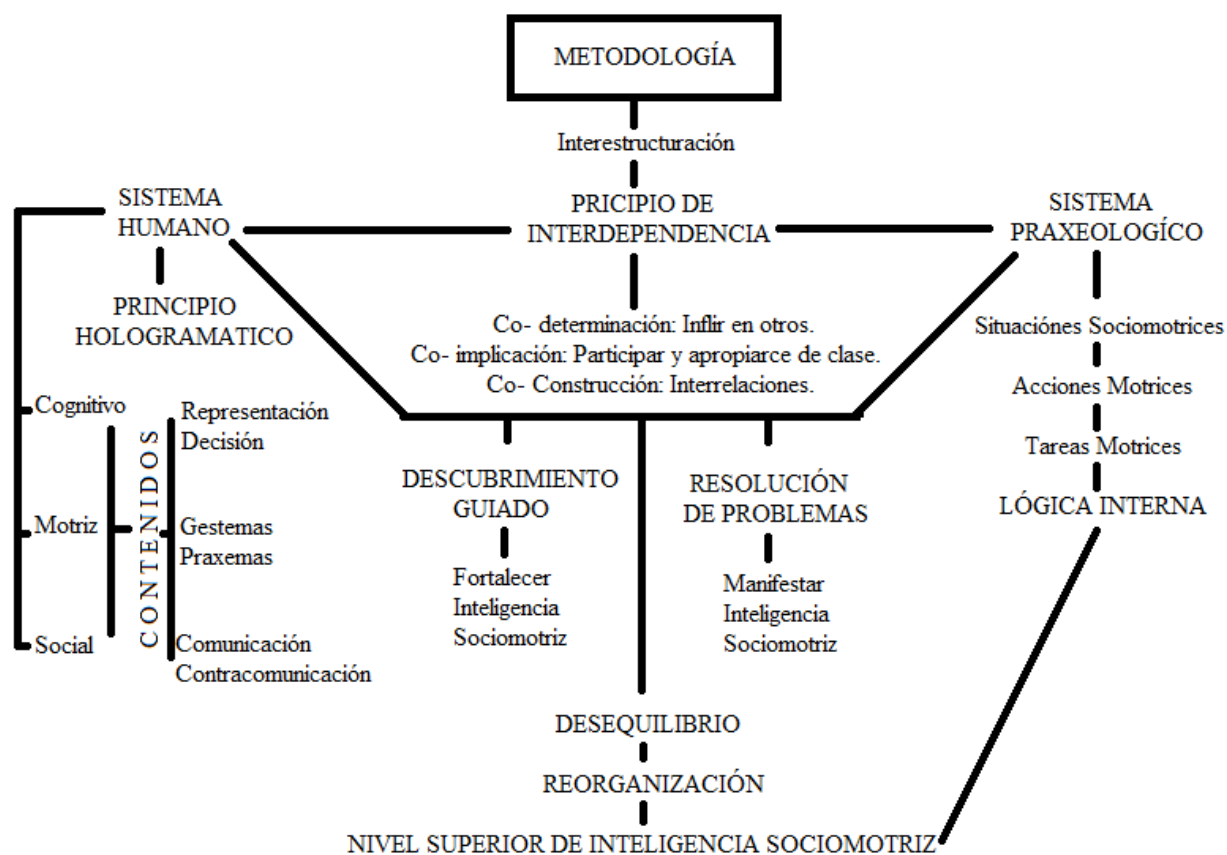 METODOLOGÍA
Interestructuración
SISTEMA
HUMANO
PRICIPIO DE
INTERDEPENDENCIA
SISTEMA
PRAXEOLOGÍCO
PRINCIPIO
HOLOGRAMATICO
Co- determinación: Inflir en otros.
Co- implicación: Participar y apropiarce de clase.
Co- Construcción: Interrelaciones.
Situaciónes Sociomotrices
Acciones Motrices
Tareas Motrices
LÓGICA INTERNA
Cognitivo
Motriz
Social
CONTENIDOS
Representación
Decisión
Gestemas
Praxemas
Comunicación
Contracomunicación
DESCUBRIMIENTO
GUIADO
Fortalecer
Inteligencia
Sociomotriz
RESOLUCIÓN
DE PROBLEMAS
Manifestar
Inteligencia
Sociomotriz
DESEQUILIBRIO
REORGANIZACIÓN
NIVEL SUPERIOR DE INTELIGENCIA SOCIOMOTRIZ